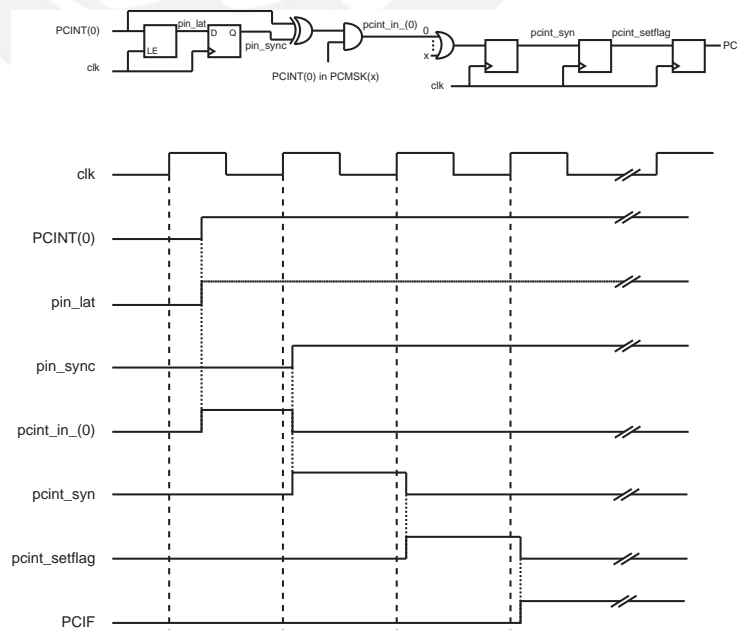 PCINT(0)
pin_lat
LE
D Q
pin_sync
clk
PCINT(0) in PCMSK(x)
pcint_in_(0)
0
x
clk
pcint_syn
pcint_setflag
PC
clk
PCINT(0)
pin_lat
pin_sync
pcint_in_(0)
pcint_syn
pcint_setflag
PCIF